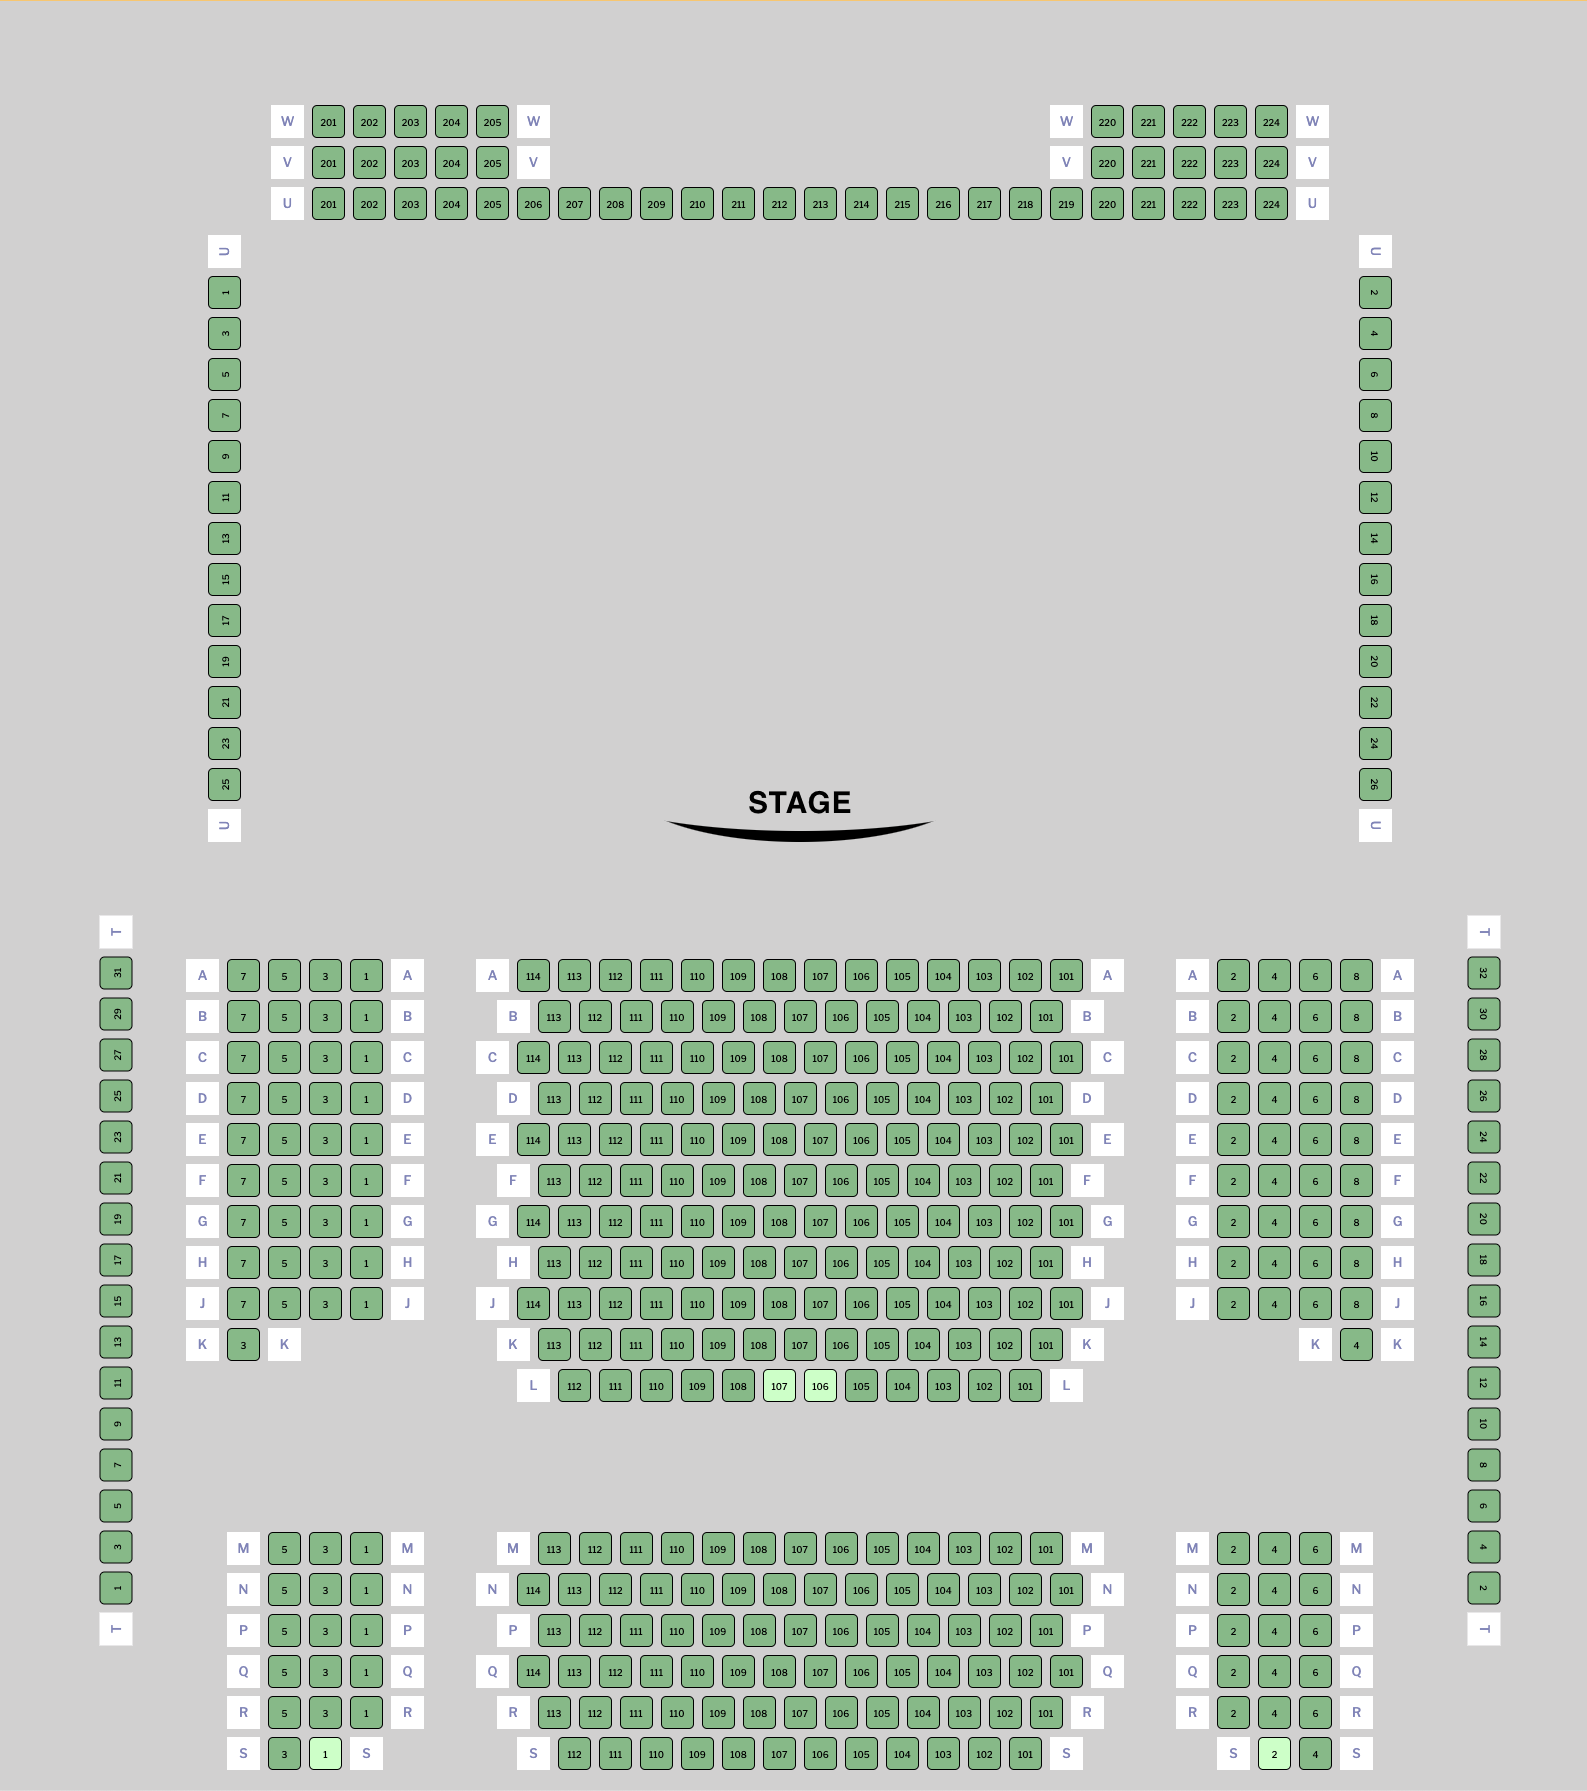 W 201 202 203 204 205 W W 220 221 222 223 224 W
V 201 202 203 204 205 V V 220 221 222 223 224 V
U 201 202 203 204 205 206 207 208 209 210 211 212 213 214 215 216 217 218 219 220 221 222 223 224 U
U 1 3 5 7 9 11 13 15 17 19 21 23 25 U
U 2 4 6 8 10 12 14 16 18 20 22 24 26 U
STAGE
T 31 29 27 25 23 21 19 17 15 13 11 9 7 5 3 1 T
A 7 5 3 1 A A 114 113 112 111 110 109 108 107 106 105 104 103 102 101 A A 2 4 6 8 A
B 7 5 3 1 B B 113 112 111 110 109 108 107 106 105 104 103 102 101 B B 2 4 6 8 B
C 7 5 3 1 C C 114 113 112 111 110 109 108 107 106 105 104 103 102 101 C C 2 4 6 8 C
D 7 5 3 1 D D 113 112 111 110 109 108 107 106 105 104 103 102 101 D D 2 4 6 8 D
E 7 5 3 1 E E 114 113 112 111 110 109 108 107 106 105 104 103 102 101 E E 2 4 6 8 E
F 7 5 3 1 F F 113 112 111 110 109 108 107 106 105 104 103 102 101 F F 2 4 6 8 F
G 7 5 3 1 G G 114 113 112 111 110 109 108 107 106 105 104 103 102 101 G G 2 4 6 8 G
H 7 5 3 1 H H 113 112 111 110 109 108 107 106 105 104 103 102 101 H H 2 4 6 8 H
J 7 5 3 1 J J 114 113 112 111 110 109 108 107 106 105 104 103 102 101 J J 2 4 6 8 J
K 3 K K 113 112 111 110 109 108 107 106 105 104 103 102 101 K K 4 K
L 112 111 110 109 108 107 106 105 104 103 102 101 L
M 5 3 1 M M 113 112 111 110 109 108 107 106 105 104 103 102 101 M M 2 4 6 M
N 5 3 1 N N 114 113 112 111 110 109 108 107 106 105 104 103 102 101 N N 2 4 6 N
P 5 3 1 P P 113 112 111 110 109 108 107 106 105 104 103 102 101 P P 2 4 6 P
Q 5 3 1 Q Q 114 113 112 111 110 109 108 107 106 105 104 103 102 101 Q Q 2 4 6 Q
R 5 3 1 R R 113 112 111 110 109 108 107 106 105 104 103 102 101 R R 2 4 6 R
S 3 1 S S 112 111 110 109 108 107 106 105 104 103 102 101 S S 2 4 S
T 32 30 28 26 24 22 20 18 16 14 12 10 8 6 4 2 T